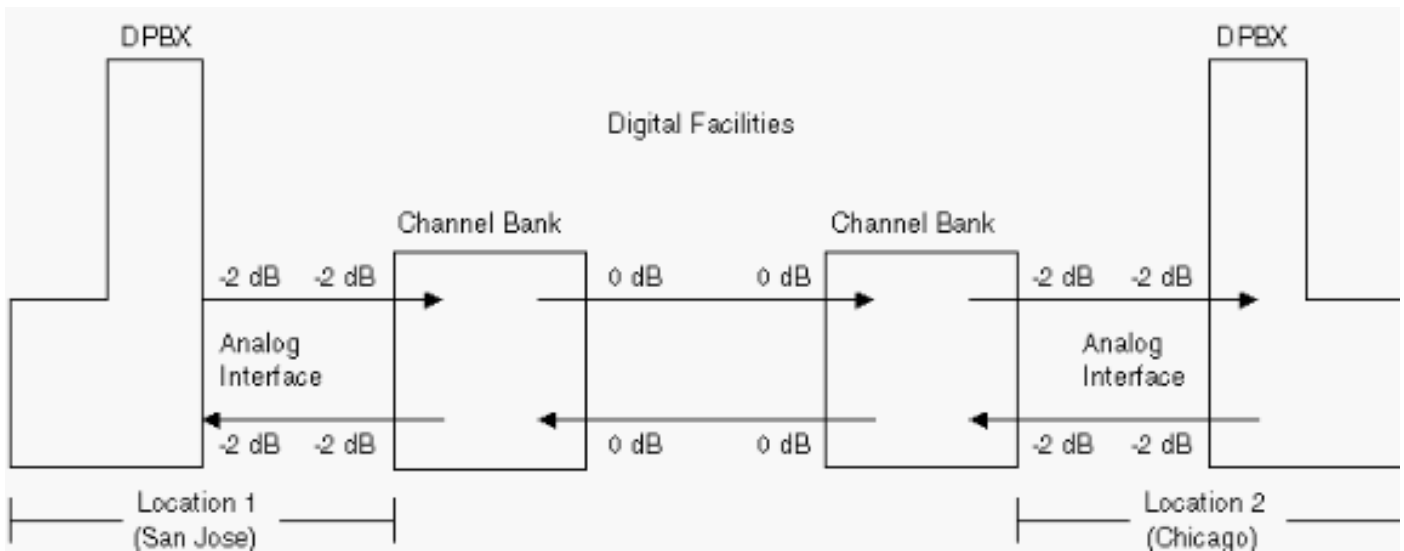 DPBX
DPBX
Digital Facilities
Channel Bank
Channel Bank
-2 dB -2 dB
0 dB 0 dB
-2 dB -2 dB
Analog
Interface
Analog
Interface
-2 dB -2 dB
0 dB 0 dB
-2 dB -2 dB
Location 1
(San Jose)
Location 2
(Chicago)